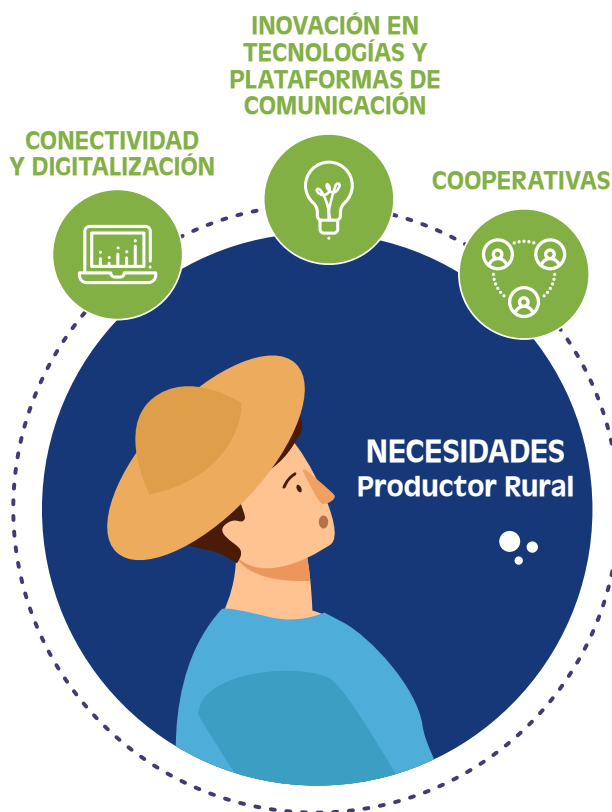 INOVACIÓN EN
TECNOLOGÍAS Y
PLATAFORMAS DE
COMUNICACIÓN
CONECTIVIDAD
Y DIGITALIZACIÓN
COOPERATIVAS
NECESIDADES
Productor Rural